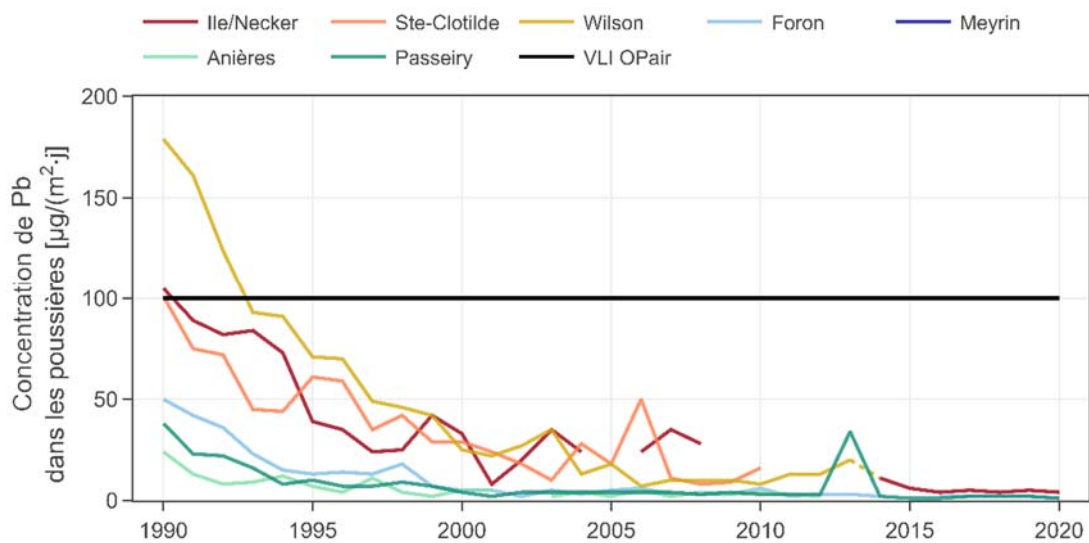 Ile/Necker Ste-Clotilde Wilson Foron Meyrin
Anières Passeiry VLI OPair
Concentration de Pb
dans les poussières [µg/(m²·j]
200
150
100
50
0
1990 1995 2000 2005 2010 2015 2020